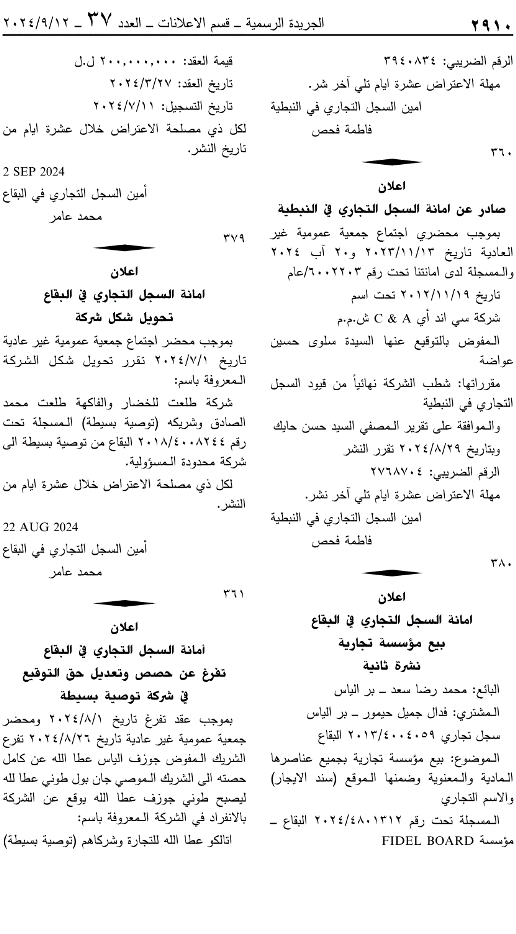 ٢٩١٠ الجريدة الرسمية – قسم الاعلانات – العدد ٣٧ – ٢٠٢٤/٩/١٢
الرقم الضريبي: ٣٩٤٠٨٣٤
مهلة الاعتراض عشرة ايام تلي آخر شر.
امين السجل التجاري في النبطية
فاطمة فحص
٣٦٠
اعلان
صادر عن امانة السجل التجاري في النبطية
بموجب محضري اجتماع جمعية عمومية غير
العادية تاريخ ٢٠٢٣/١١/١٣ و٢٠ آب ٢٠٢٤
والمسجلة لدى امانتنا تحت رقم ٦٠٠٢٢٠٣/عام
تاريخ ٢٠١٢/١١/١٩ تحت اسم
شركة سي اند أي C & A ش.م.م
المفوض بالتوقيع عنها السيدة سلوى حسين
عواضة
مقرراتها: شطب الشركة نهائياً من قيود السجل
التجاري في النبطية
والموافقة على تقرير المصفي السيد حسن حايك
وبتاريخ ٢٠٢٤/٨/٢٩ تقرر النشر
الرقم الضريبي: ٢٧٦٨٧٠٤
مهلة الاعتراض عشرة ايام تلي آخر نشر.
امين السجل التجاري في النبطية
فاطمة فحص
٣٨٠
اعلان
امانة السجل التجاري في البقاع
بيع مؤسسة تجارية
نشرة ثانية
البائع: محمد رضا سعد – بر الياس
المشتري: فدال جميل حيمور – بر الياس
سجل تجاري ٢٠١٣/٤٠٠٤٠٥٩ البقاع
الموضوع: بيع مؤسسة تجارية بجميع عناصرها
المادية والمعنوية وضمنها الموقع (سند الايجار)
والاسم التجاري
المسجلة تحت رقم ٢٠٢٤/٤٨٠١٣١٢ البقاع –
مؤسسة FIDEL BOARD
قيمة العقد: ٢٠٠,٠٠٠,٠٠٠ ل.ل
تاريخ العقد: ٢٠٢٤/٣/٢٧
تاريخ التسجيل: ٢٠٢٤/٧/١١
لكل ذي مصلحة الاعتراض خلال عشرة ايام من
تاريخ النشر.
2 SEP 2024
أمين السجل التجاري في البقاع
محمد عامر
٣٧٩
اعلان
امانة السجل التجاري في البقاع
تحويل شكل شركة
بموجب محضر اجتماع جمعية عمومية غير عادية
تاريخ ٢٠٢٤/٧/١ تقرر تحويل شكل الشركة
المعروفة باسم:
شركة طلعت للخضار والفاكهة طلعت محمد
الصادق وشريكه (توصية بسيطة) المسجلة تحت
رقم ٢٠١٨/٤٠٠٨٢٤٤ البقاع من توصية بسيطة الى
شركة محدودة المسؤولية.
لكل ذي مصلحة الاعتراض خلال عشرة ايام من
النشر.
22 AUG 2024
أمين السجل التجاري في البقاع
محمد عامر
٣٦١
اعلان
أمانة السجل التجاري في البقاع
تفرغ عن حصص وتعديل حق التوقيع
في شركة توصية بسيطة
بموجب عقد تفرغ تاريخ ٢٠٢٤/٨/١ ومحضر
جمعية عمومية غير عادية تاريخ ٢٠٢٤/٨/٢٦ تفرع
الشريك المفوض جوزف الياس عطا الله عن كامل
حصته الى الشريك الموصي جان بول طوني عطا لله
ليصبح طوني جوزف عطا الله يوقع عن الشركة
بالانفراد في الشركة المعروفة باسم:
اتالكو عطا الله للتجارة وشركاهم (توصية بسيطة)